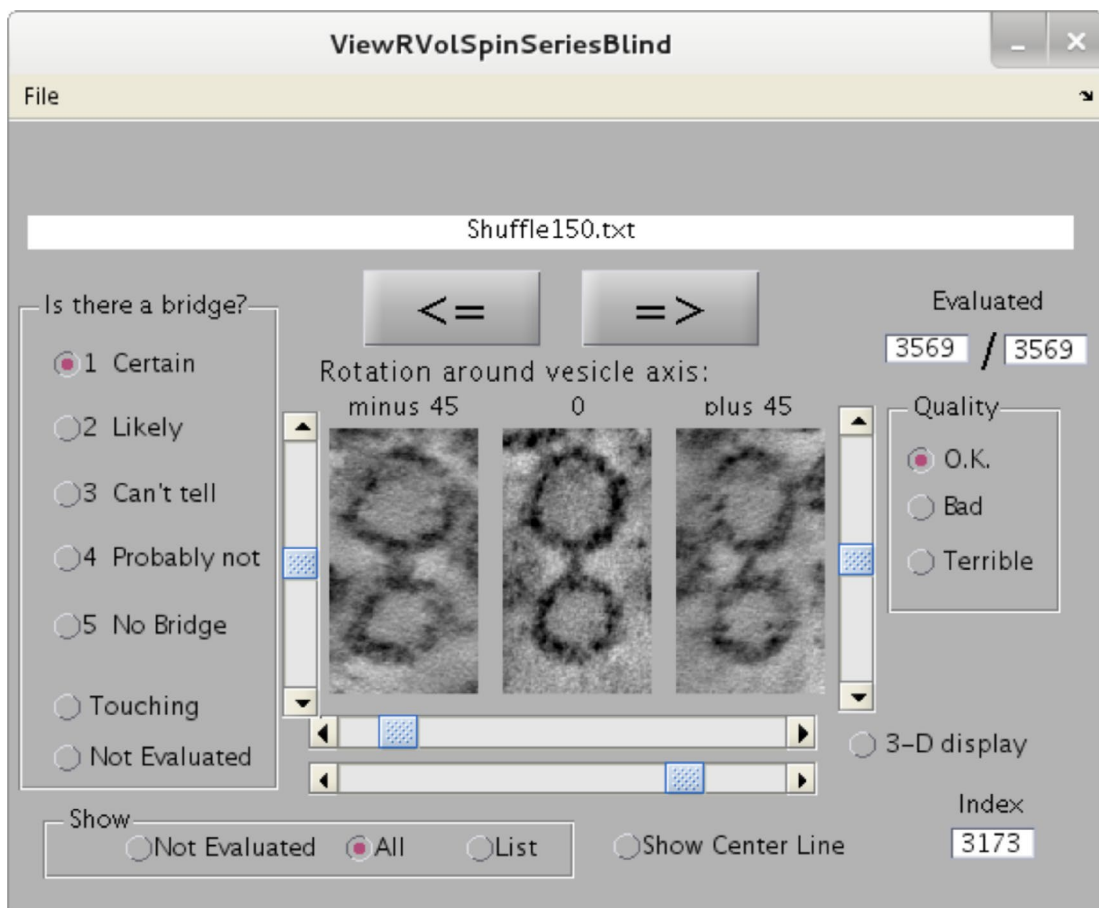 ViewRVolSpinSeriesBlind
File
Shuffle150.txt
<= =>
Is there a bridge?
1 Certain
2 Likely
3 Can't tell
4 Probably not
5 No Bridge
Touching
Not Evaluated
Rotation around vesicle axis:
minus 45 0 plus 45
Evaluated
3569 / 3569
Quality
O.K.
Bad
Terrible
3-D display
Index
3173
Show
Not Evaluated All List
Show Center Line